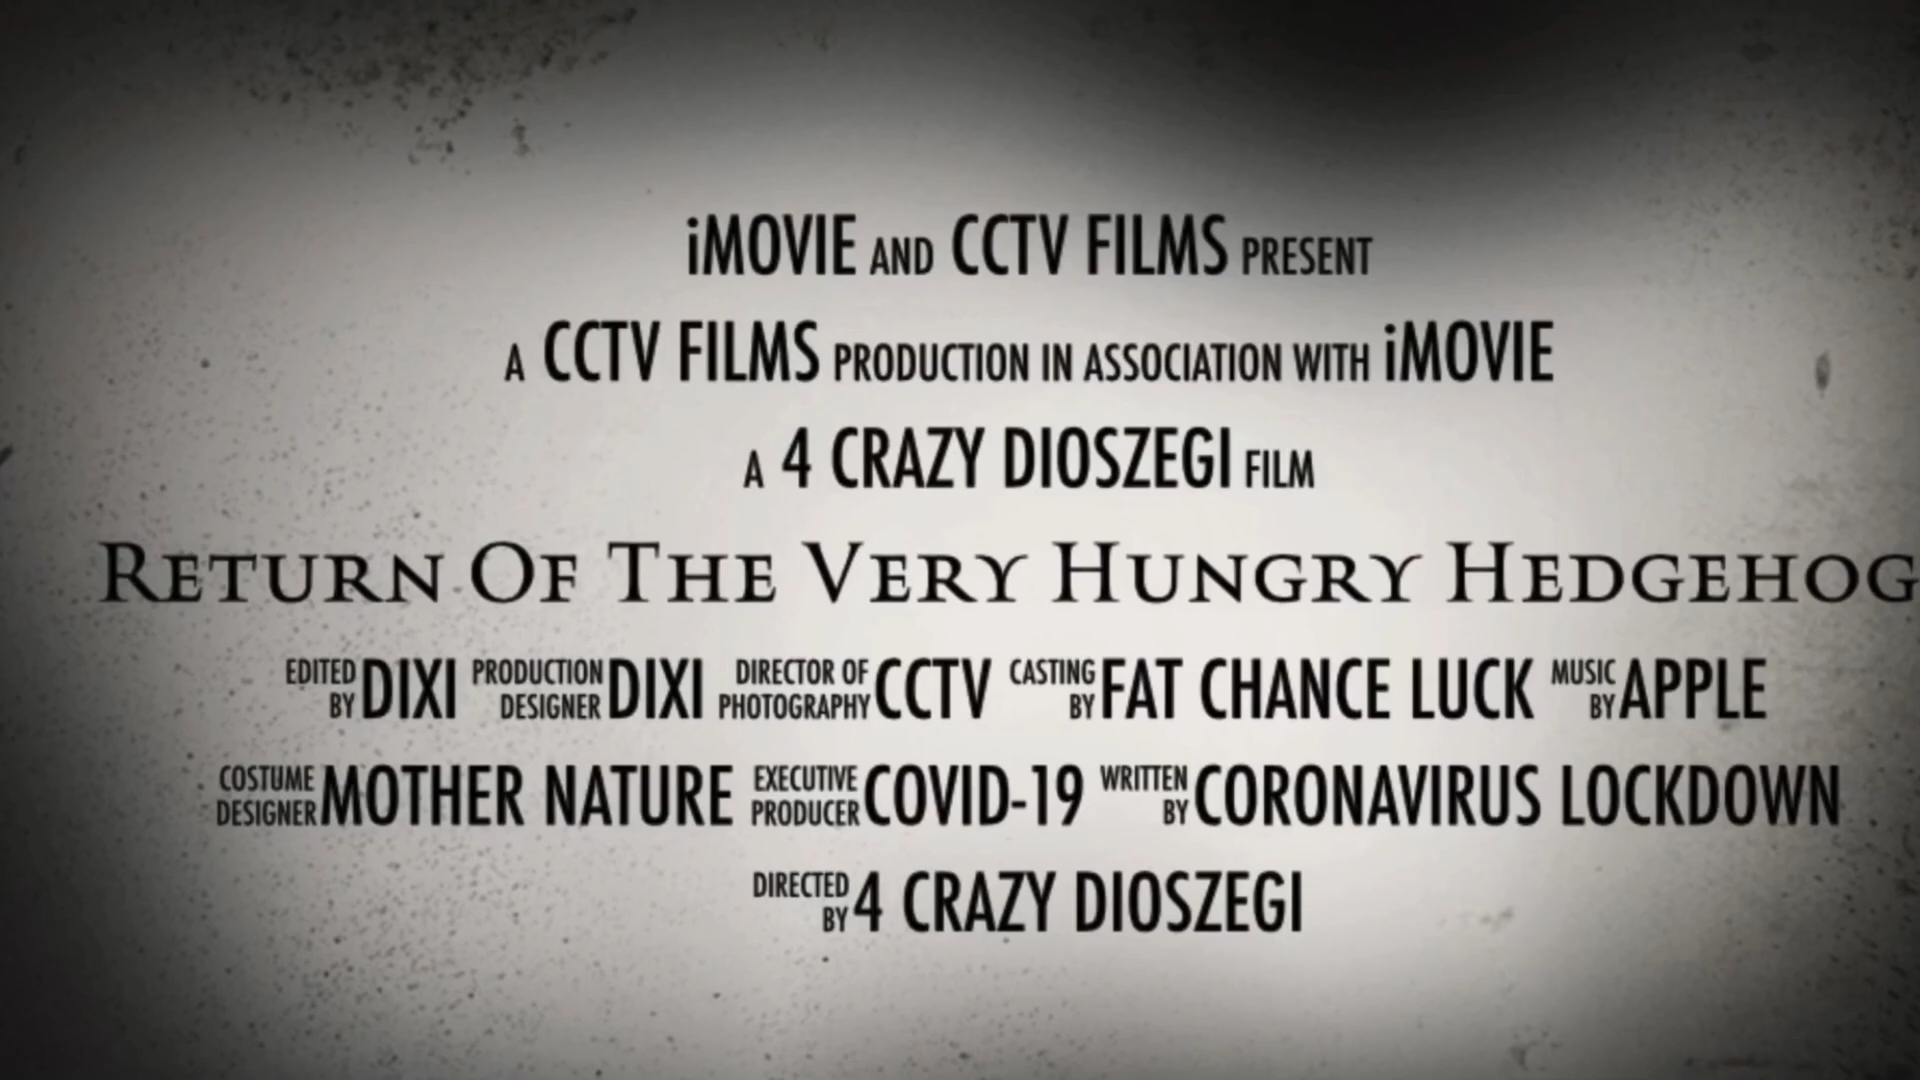 iMOVIE AND CCTV FILMS PRESENT
A CCTV FILMS PRODUCTION IN ASSOCIATION WITH iMOVIE
A 4 CRAZY DIOSZEGI FILM
RETURN OF THE VERY HUNGRY HEDGEHOG
EDITED BY DIXI PRODUCTION DESIGNER DIXI DIRECTOR OF PHOTOGRAPHY CCTV CASTING BY FAT CHANCE LUCK MUSIC BY APPLE
COSTUME DESIGNER MOTHER NATURE EXECUTIVE PRODUCER COVID-19 WRITTEN BY CORONAVIRUS LOCKDOWN
DIRECTED BY 4 CRAZY DIOSZEGI